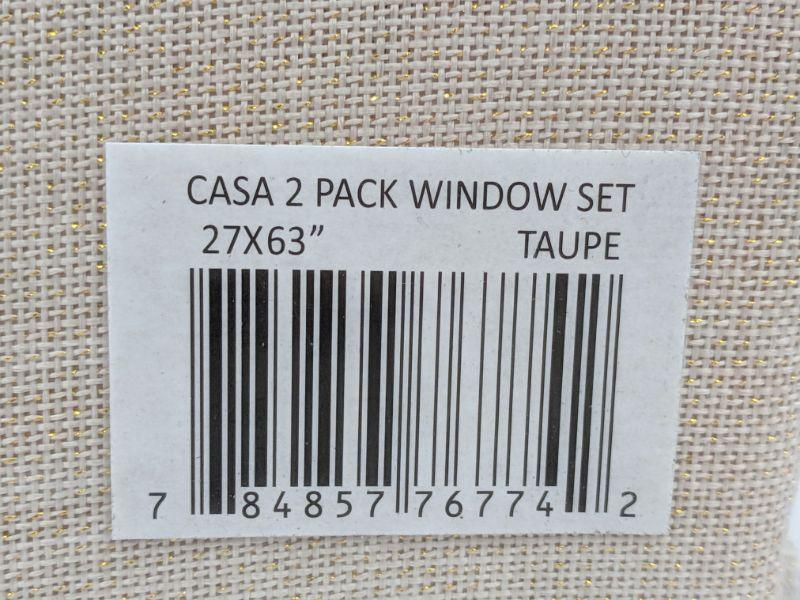 CASA 2 PACK WINDOW SET
27X63” TAUPE
7 84857 76774 2